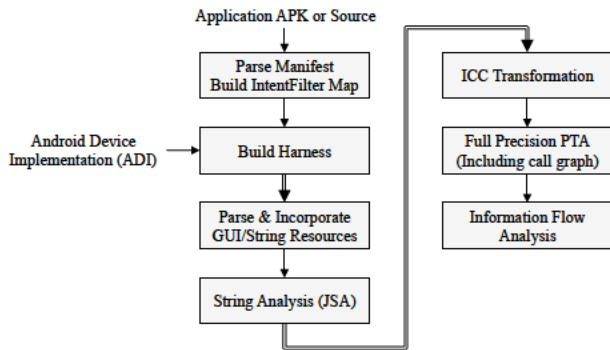 Application APK or Source
Parse Manifest
Build IntentFilter Map
Android Device
Implementation (ADI)
Build Harness
Parse & Incorporate
GUI/String Resources
String Analysis (JSA)
ICC Transformation
Full Precision PTA
(Including call graph)
Information Flow
Analysis